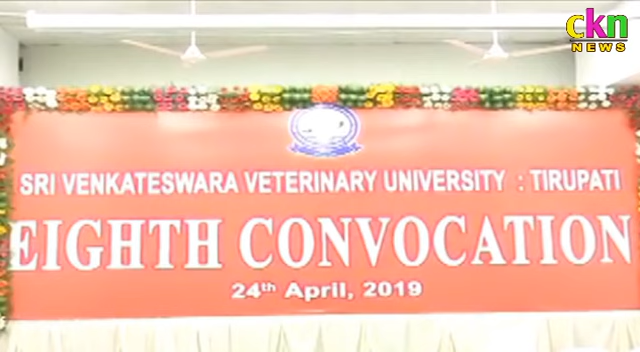 ckn
NEWS
SRI VENKATESWARA VETERINARY UNIVERSITY : TIRUPATI
EIGHTH CONVOCATION
24th April, 2019